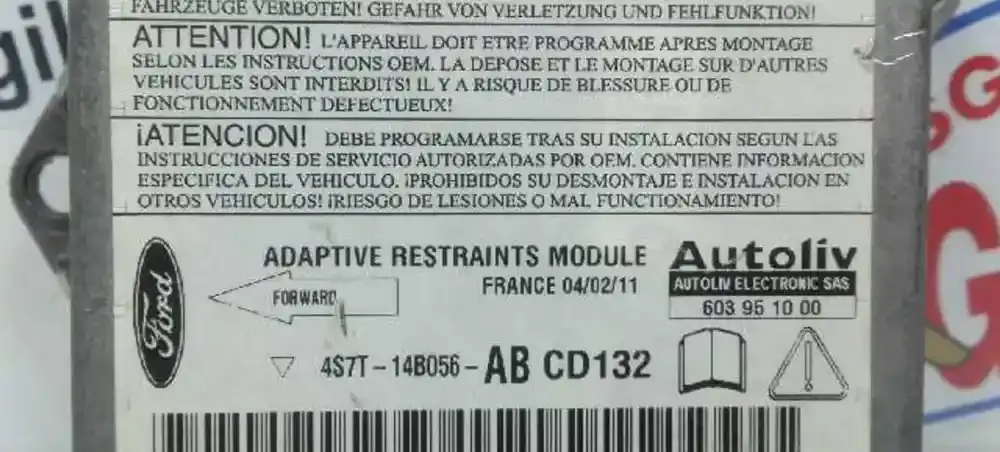 FAHRZEUGE VERBOTEN! GEFAHR VON VERLETZUNG UND FEHLFUNKTION!
ATTENTION! L'APPAREIL DOIT ETRE PROGRAMME APRES MONTAGE
SELON LES INSTRUCTIONS OEM. LA DEPOSE ET LE MONTAGE SUR D'AUTRES
VEHICULES SONT INTERDITS! IL Y A RISQUE DE BLESSURE OU DE
FONCTIONNEMENT DEFECTUEUX!
¡ATENCION! DEBE PROGRAMARSE TRAS SU INSTALACION SEGUN LAS
INSTRUCCIONES DE SERVICIO AUTORIZADAS POR OEM. CONTIENE INFORMACION
ESPECIFICA DEL VEHICULO. ¡PROHIBIDOS SU DESMONTAJE E INSTALACION EN
OTROS VEHICULOS! ¡RIESGO DE LESIONES O MAL FUNCIONAMIENTO!
Ford
ADAPTIVE RESTRAINTS MODULE
FRANCE 04/02/11
FORWARD
Autoliv
AUTOLIV ELECTRONIC SAS
603 95 10 00
4S7T-14B056-AB CD132